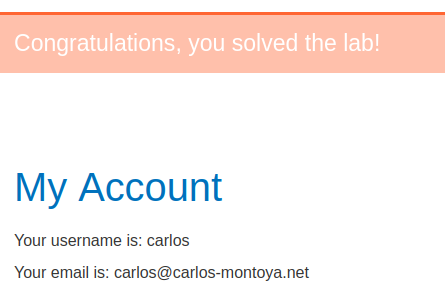 Congratulations, you solved the lab!
My Account
Your username is: carlos
Your email is: carlos@carlos-montoya.net